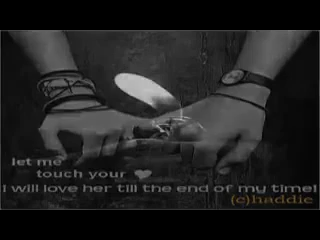 let me
touch your ♥
I will love her till the end of my time!
(c)haddie